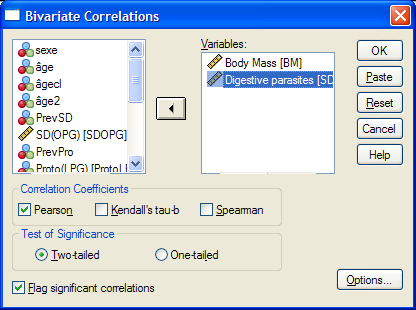 Bivariate Correlations
sexe
âge
âgecl
âge2
PrevSD
SD(OPG) [SDOPG]
PrevPro
Proto(LPG) [ProtoL
Variables:
Body Mass [BM]
Digestive parasites [SD
OK
Paste
Reset
Cancel
Help
Correlation Coefficients
Pearson Kendall's tau-b Spearman
Test of Significance
Two-tailed One-tailed
Flag significant correlations
Options...